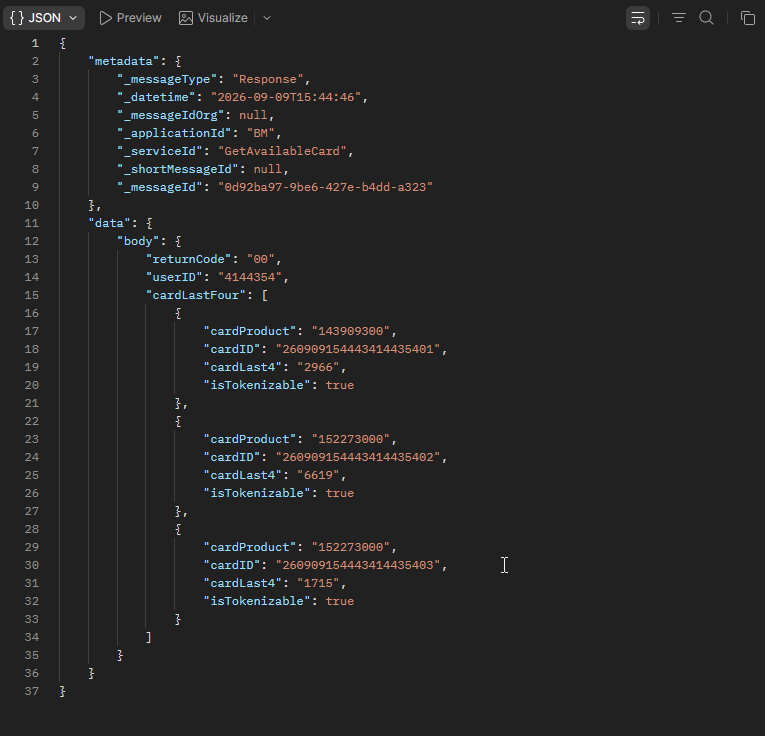 {} JSON Preview Visualize
1 {
2     "metadata": {
3         "_messageType": "Response",
4         "_datetime": "2026-09-09T15:44:46",
5         "_messageIdOrg": null,
6         "_applicationId": "BM",
7         "_serviceId": "GetAvailableCard",
8         "_shortMessageId": null,
9         "_messageId": "0d92ba97-9be6-427e-b4dd-a323"
10     },
11     "data": {
12         "body": {
13             "returnCode": "00",
14             "userID": "4144354",
15             "cardLastFour": [
16                 {
17                     "cardProduct": "143909300",
18                     "cardID": "260909154443414435401",
19                     "cardLast4": "2966",
20                     "isTokenizable": true
21                 },
22                 {
23                     "cardProduct": "152273000",
24                     "cardID": "260909154443414435402",
25                     "cardLast4": "6619",
26                     "isTokenizable": true
27                 },
28                 {
29                     "cardProduct": "152273000",
30                     "cardID": "260909154443414435403",
31                     "cardLast4": "1715",
32                     "isTokenizable": true
33                 }
34             ]
35         }
36     }
37 }